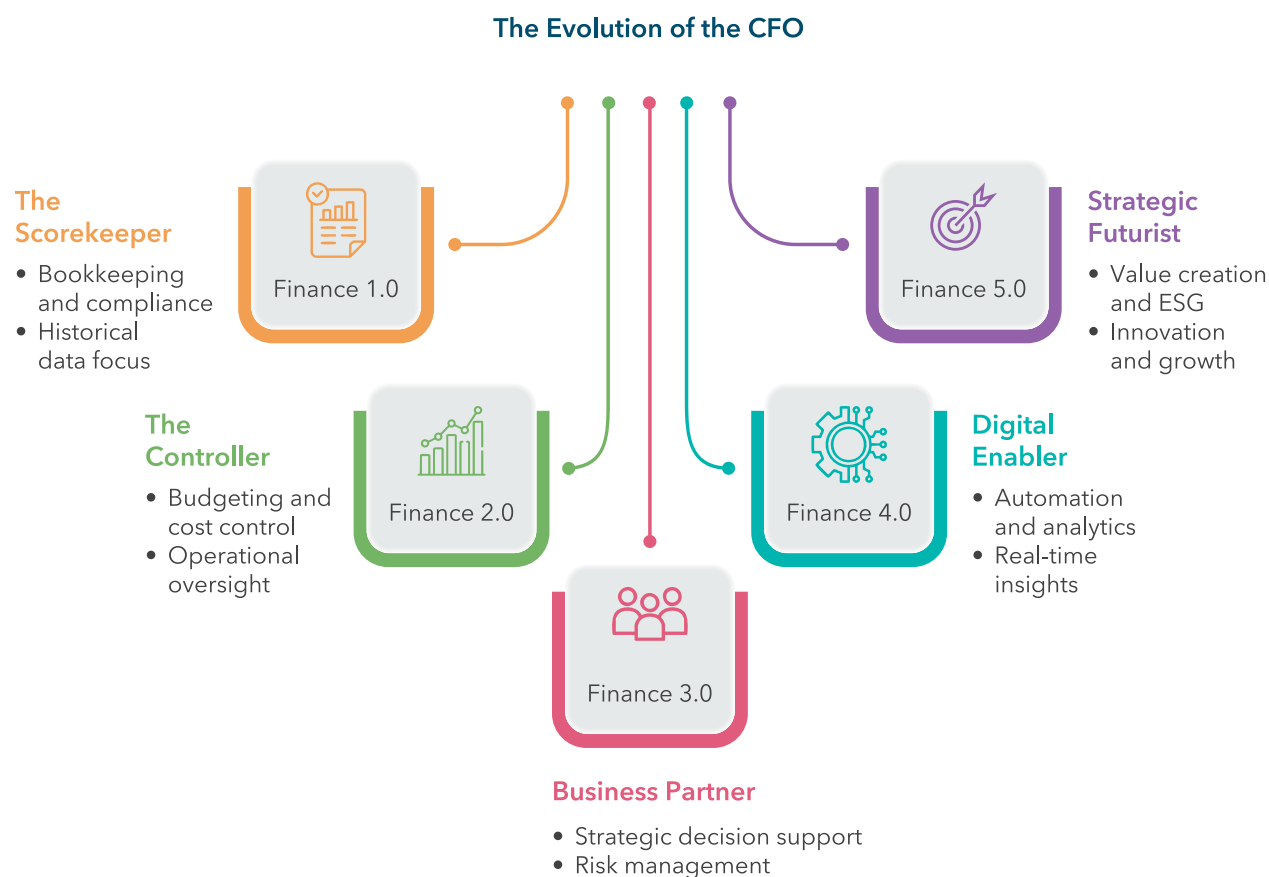 The Evolution of the CFO
The
Scorekeeper
• Bookkeeping
and compliance
• Historical
data focus
Finance 1.0
The
Controller
• Budgeting and
cost control
• Operational
oversight
Finance 2.0
Finance 3.0
Business Partner
• Strategic decision support
• Risk management
Finance 4.0
Digital
Enabler
• Automation
and analytics
• Real-time
insights
Finance 5.0
Strategic
Futurist
• Value creation
and ESG
• Innovation
and growth